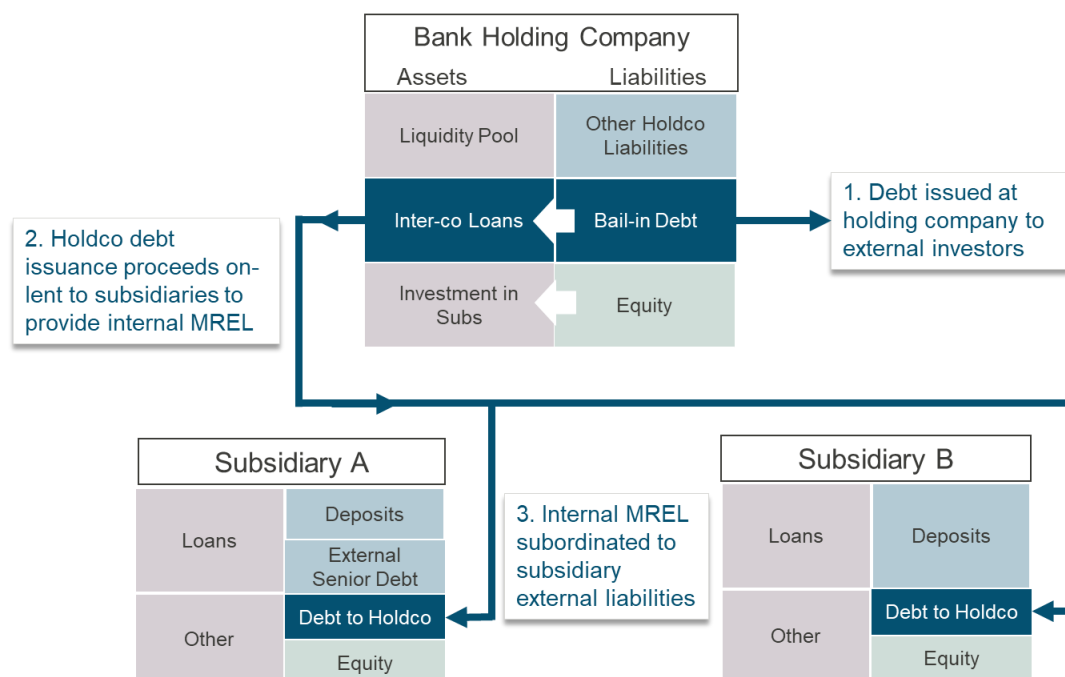 Bank Holding Company
Assets
Liabilities
Liquidity Pool
Other Holdco
Liabilities
Inter-co Loans
Bail-in Debt
Investment in
Subs
Equity
1. Debt issued at
holding company to
external investors
2. Holdco debt
issuance proceeds on-
lent to subsidiaries to
provide internal MREL
Subsidiary A
Loans
Deposits
External
Senior Debt
Other
Debt to Holdco
Equity
3. Internal MREL
subordinated to
subsidiary
external liabilities
Subsidiary B
Loans
Deposits
Other
Debt to Holdco
Equity